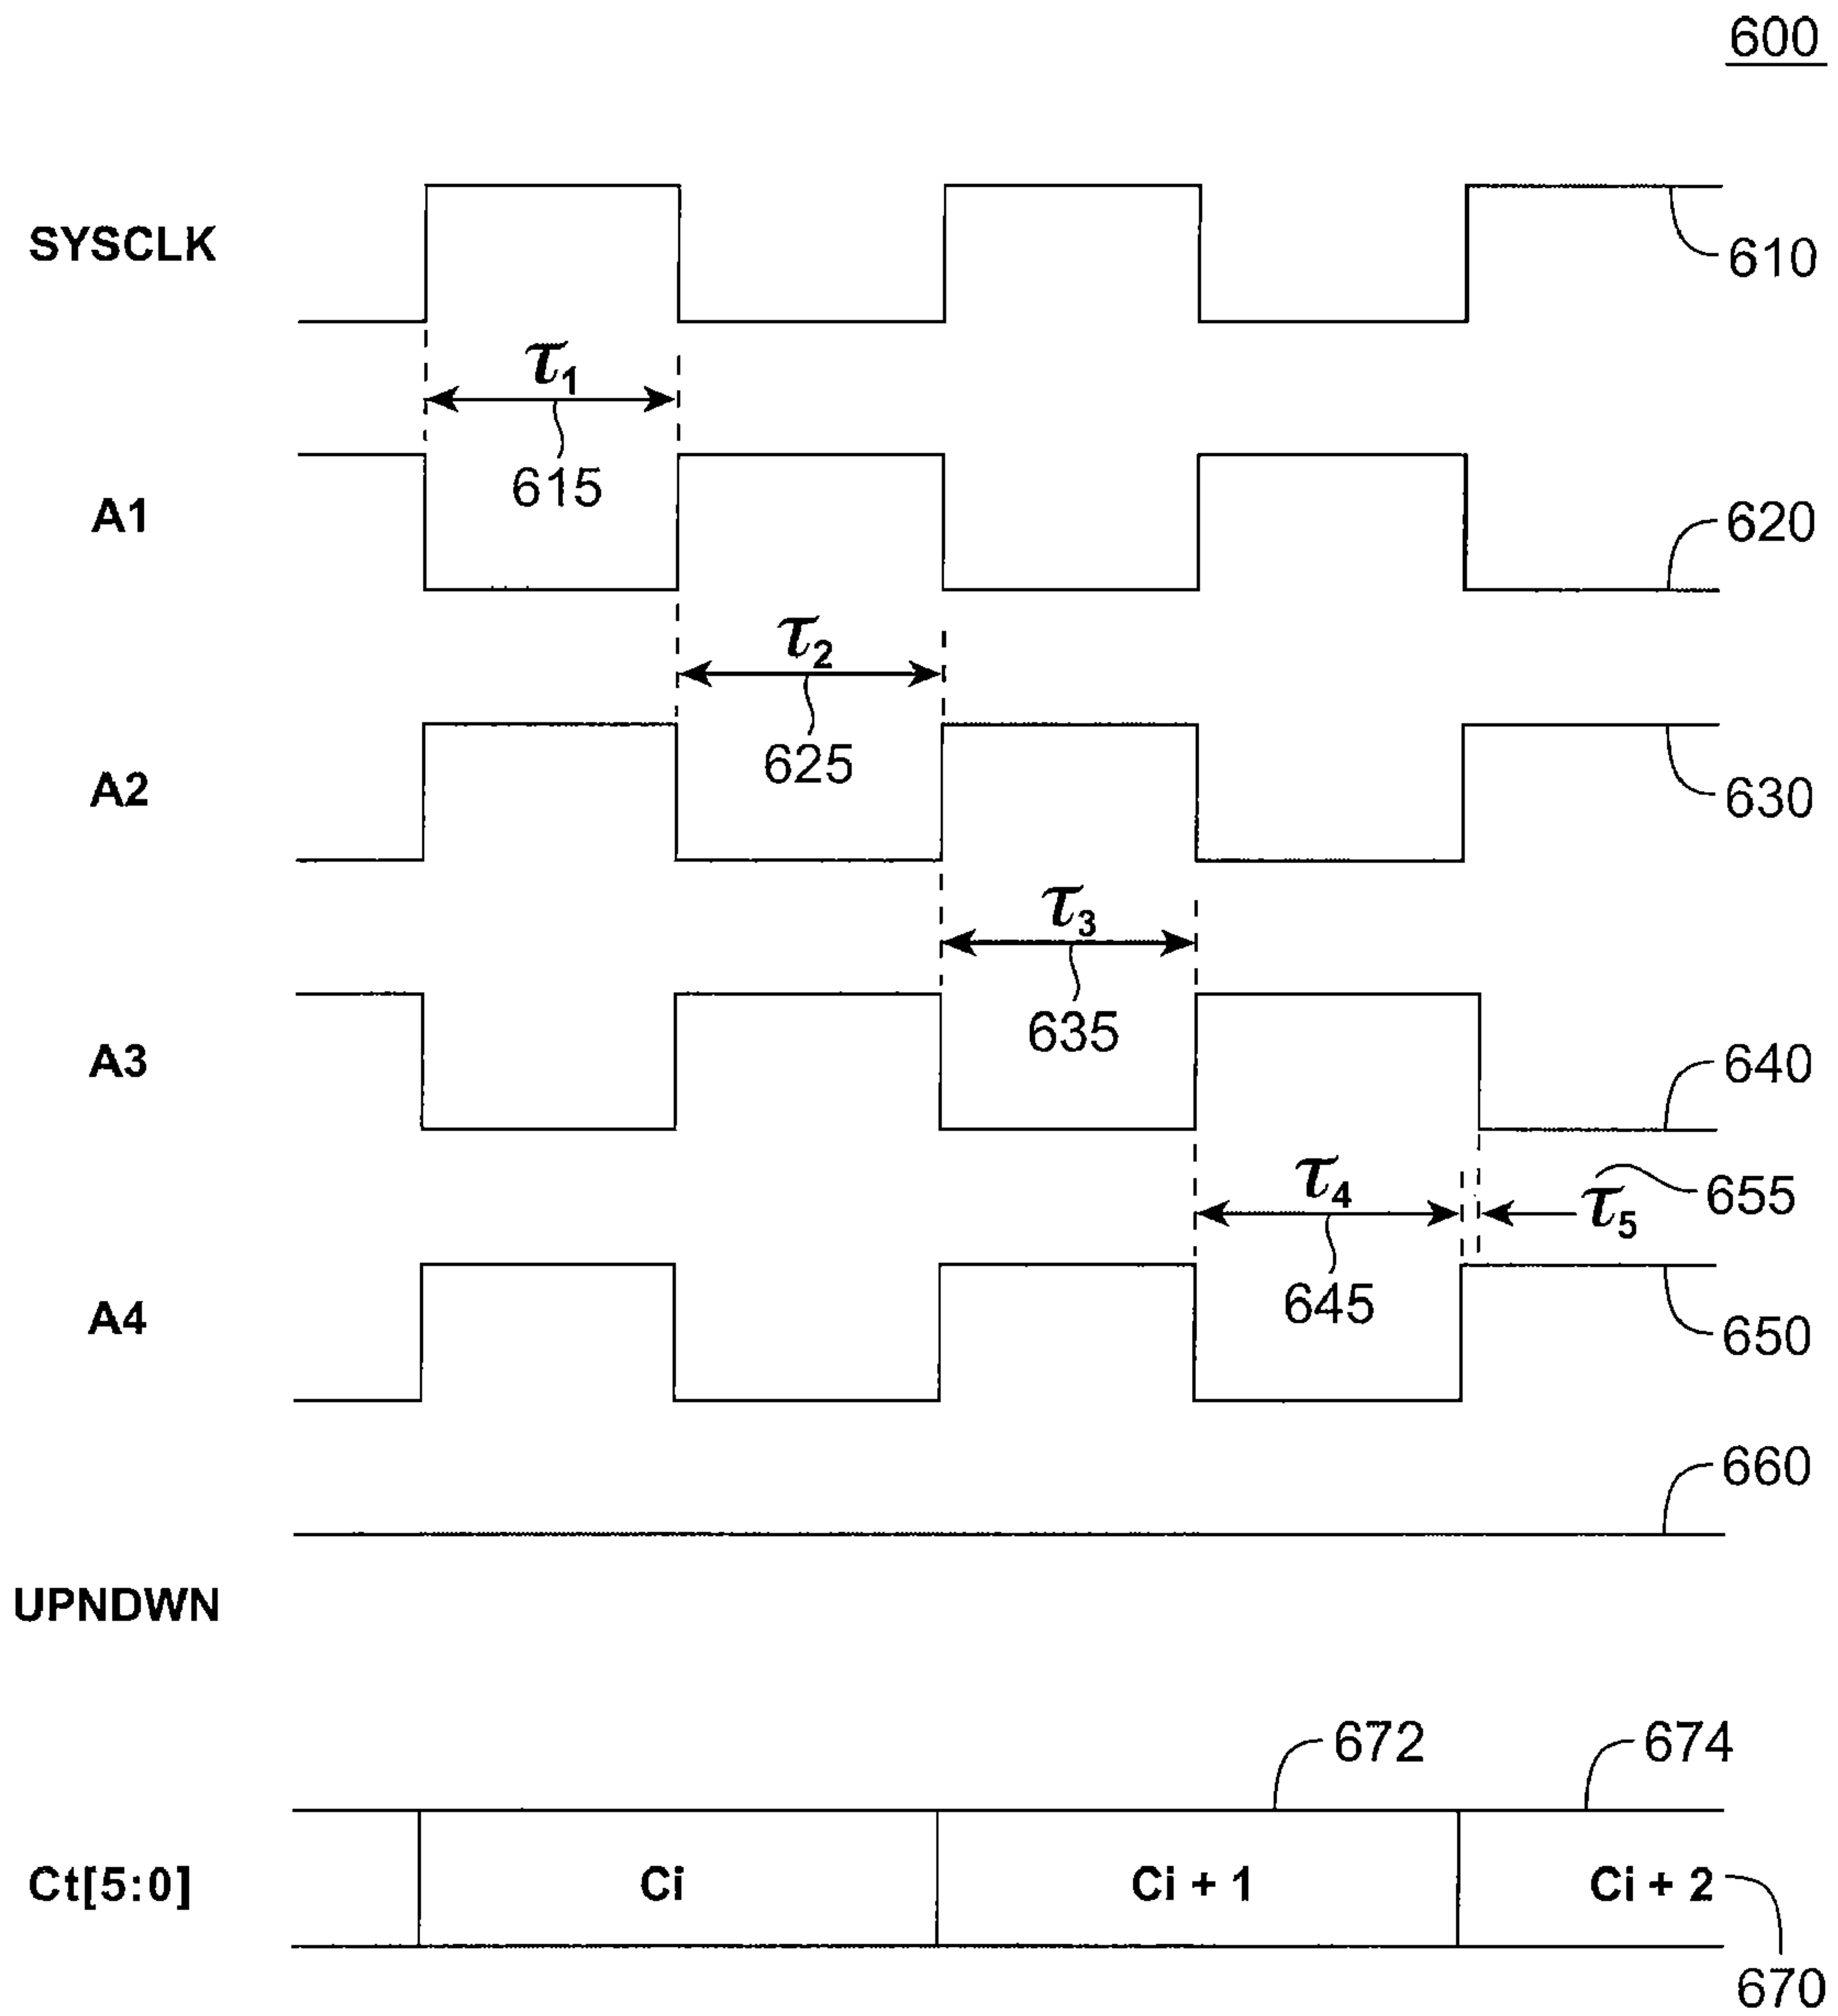 600
SYSCLK
610
τ1
615
A1
620
τ2
625
A2
630
τ3
635
A3
640
τ4
τ5
655
645
A4
650
660
UPNDWN
672
674
Ct[5:0]
Ci
Ci + 1
Ci + 2
670